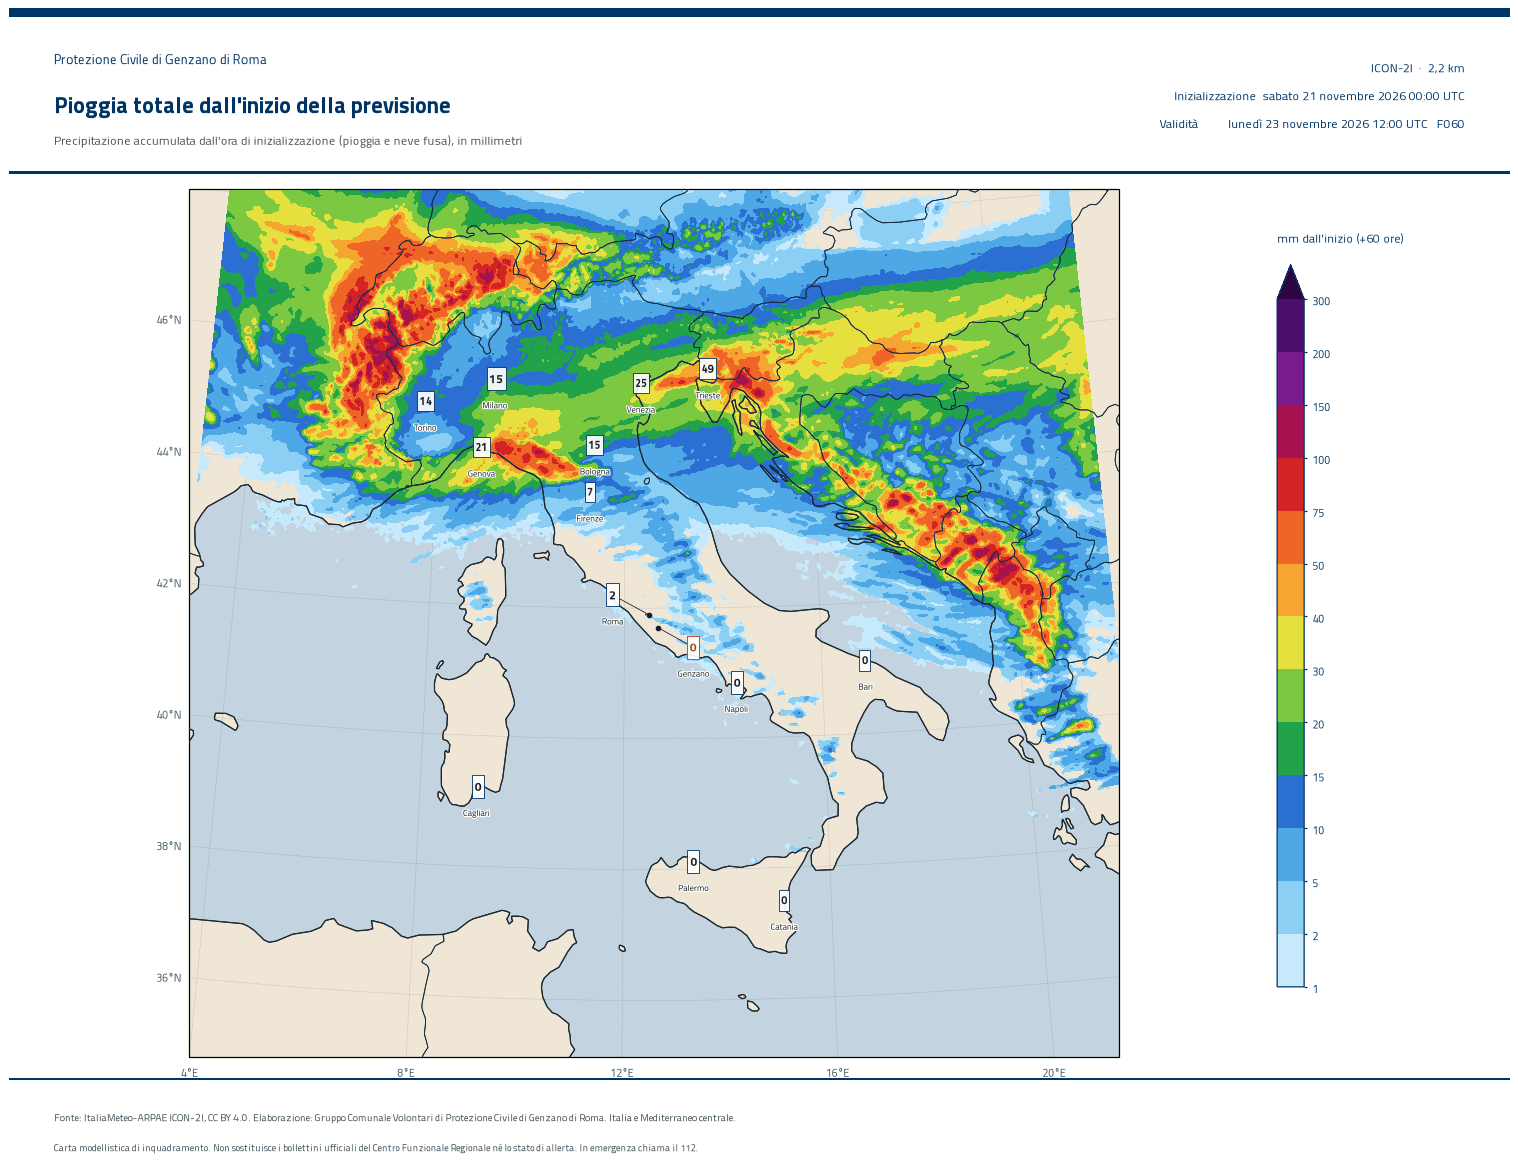 Protezione Civile di Genzano di Roma
Pioggia totale dall'inizio della previsione
Precipitazione accumulata dall'ora di inizializzazione (pioggia e neve fusa), in millimetri
ICON-2I · 2,2 km
Inizializzazione sabato 21 novembre 2026 00:00 UTC
Validità lunedì 23 novembre 2026 12:00 UTC F060
mm dall'inizio (+60 ore)
300
200
150
100
75
50
40
30
20
15
10
5
2
1
46°N
44°N
42°N
40°N
38°N
36°N
4°E
8°E
12°E
16°E
20°E
49
Trieste
25
Venezia
15
Milano
14
Torino
21
Genova
15
Bologna
7
Firenze
2
Roma
0
Genzano
0
Napoli
0
Bari
0
Cagliari
0
Palermo
0
Catania
Fonte: ItaliaMeteo-ARPAE ICON-2I, CC BY 4.0. Elaborazione: Gruppo Comunale Volontari di Protezione Civile di Genzano di Roma. Italia e Mediterraneo centrale.
Carta modellistica di inquadramento. Non sostituisce i bollettini ufficiali del Centro Funzionale Regionale né lo stato di allerta. In emergenza chiama il 112.